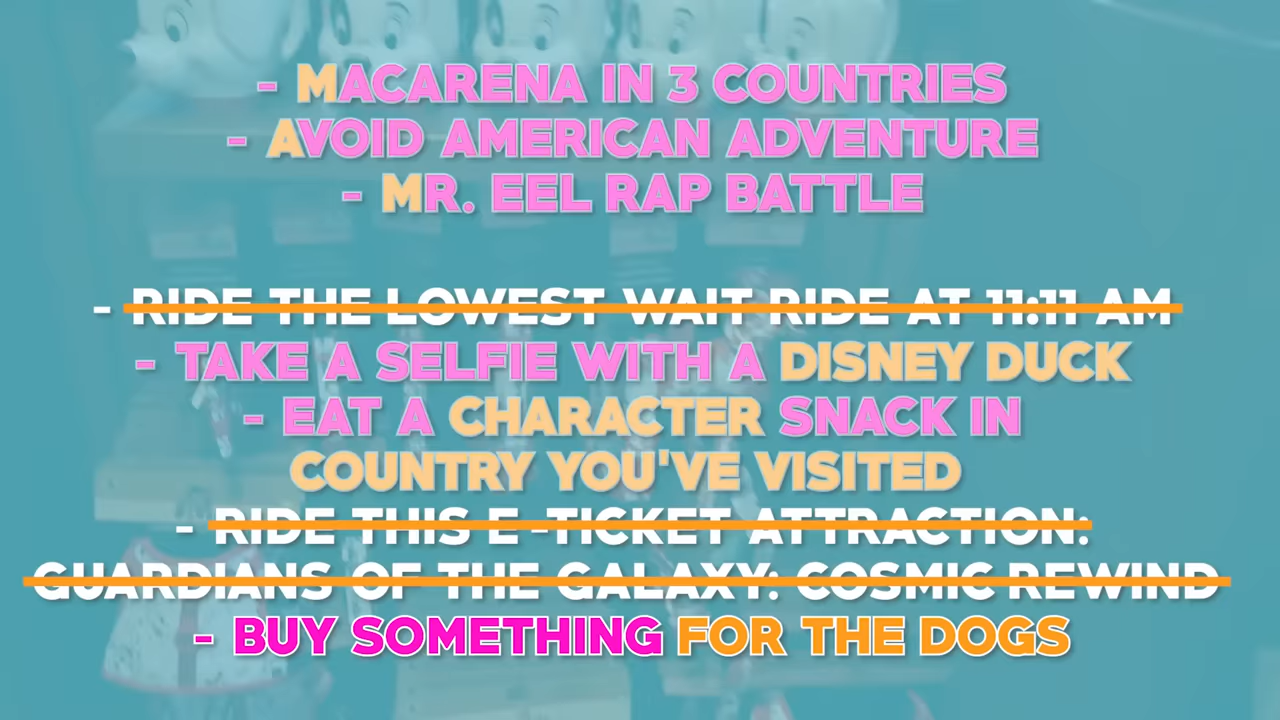 - MACARENA IN 3 COUNTRIES
- AVOID AMERICAN ADVENTURE
- MR. EEL RAP BATTLE
- RIDE THE LOWEST WAIT RIDE AT 11:11 AM
- TAKE A SELFIE WITH A DISNEY DUCK
- EAT A CHARACTER SNACK IN
COUNTRY YOU'VE VISITED
- RIDE THIS E-TICKET ATTRACTION:
GUARDIANS OF THE GALAXY: COSMIC REWIND
- BUY SOMETHING FOR THE DOGS